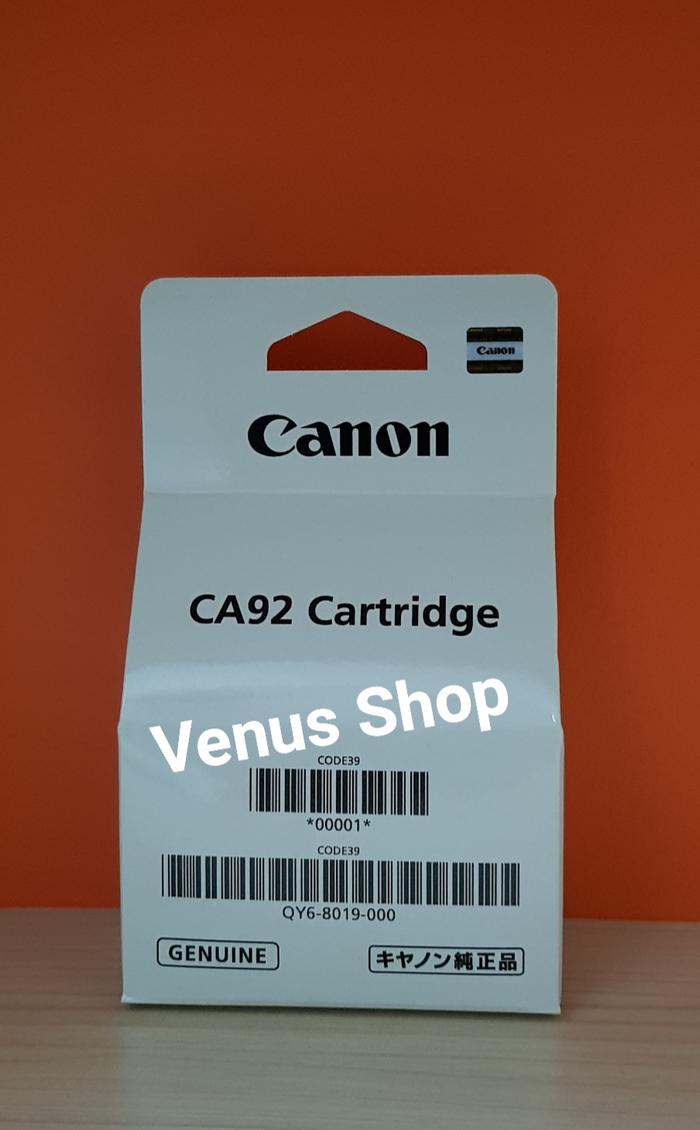 Canon
Canon
CA92 Cartridge
Venus Shop
CODE39
*00001*
CODE39
QY6-8019-000
GENUINE
キヤノン純正品